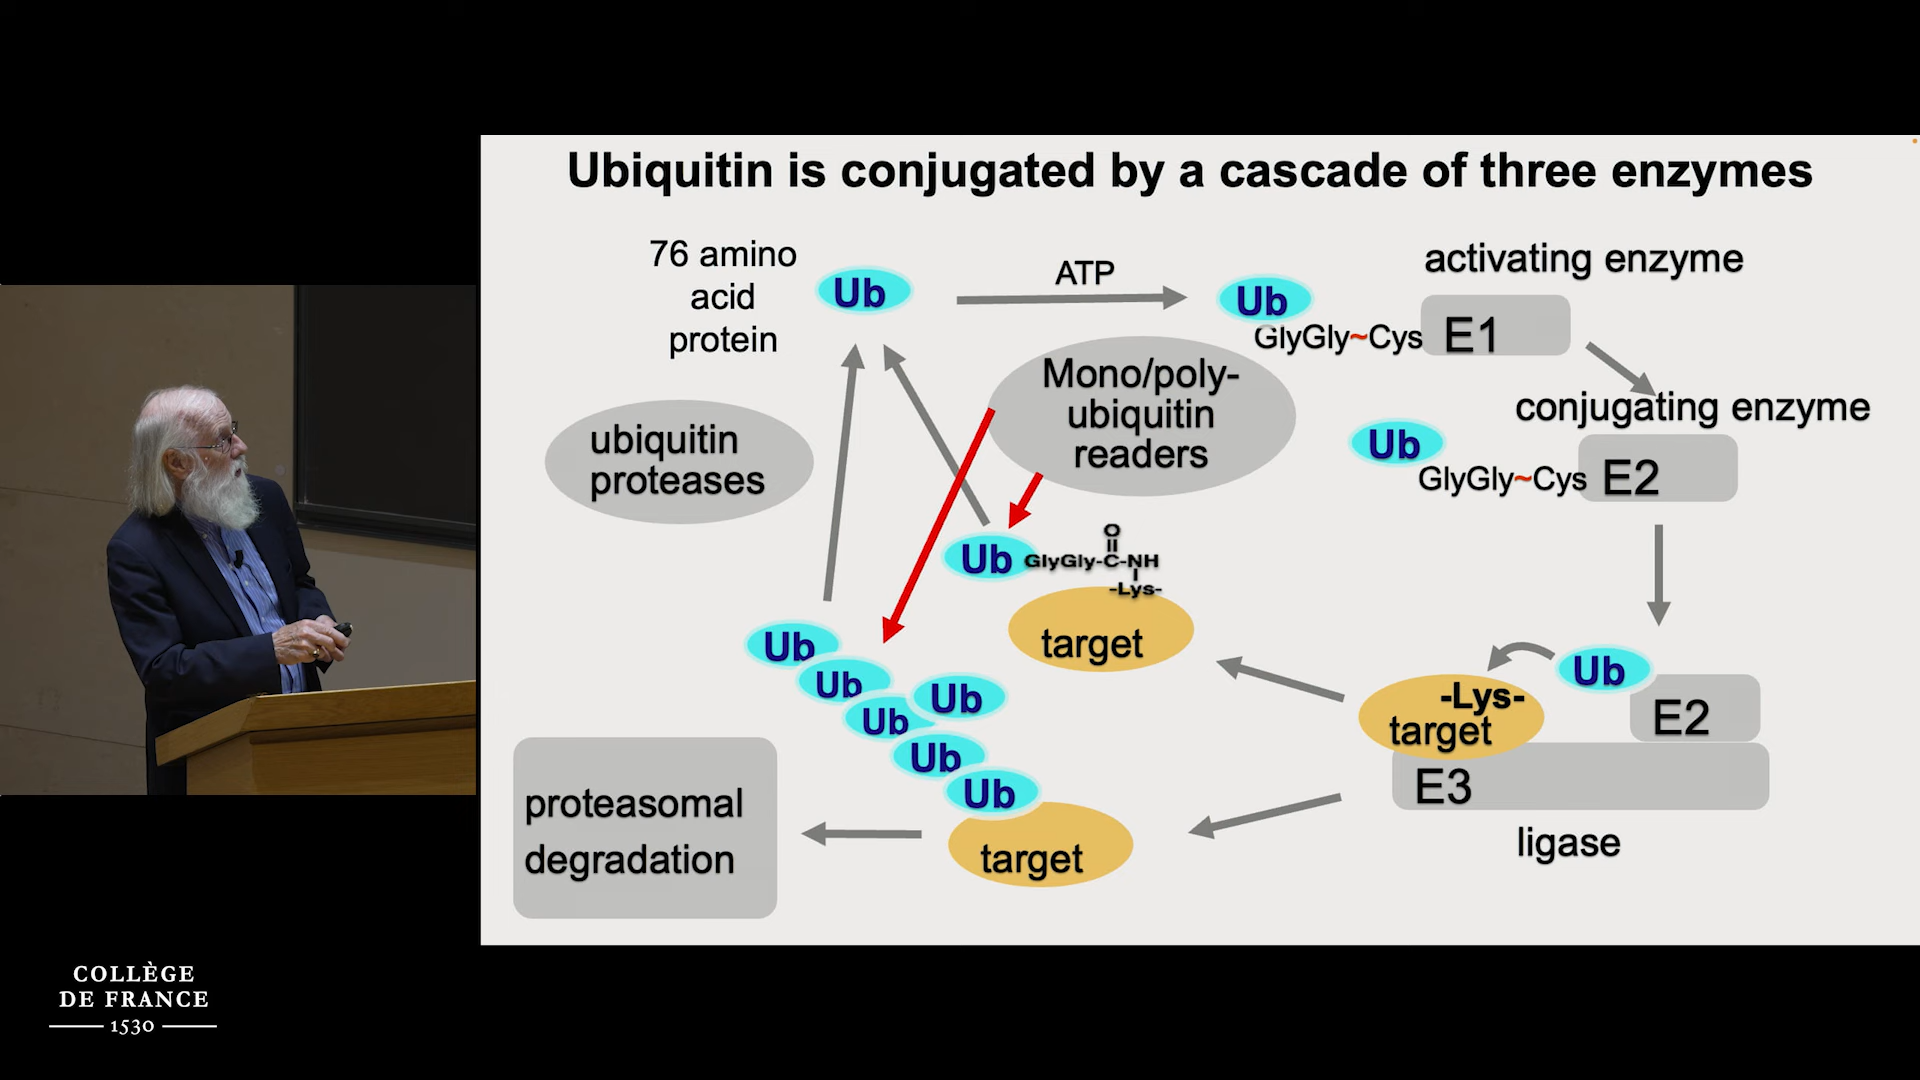 Ubiquitin is conjugated by a cascade of three enzymes
76 amino
acid
protein
Ub
ATP
Ub
GlyGly~Cys
activating enzyme
E1
Mono/poly-
ubiquitin
readers
conjugating enzyme
Ub
GlyGly~Cys
E2
ubiquitin
proteases
Ub
O
GlyGly-C-NH
-Lys-
target
Ub
Ub
Ub
Ub
Ub
Ub
target
Ub
E2
-Lys-
target
E3
ligase
proteasomal
degradation
COLLÈGE
DE FRANCE
1530